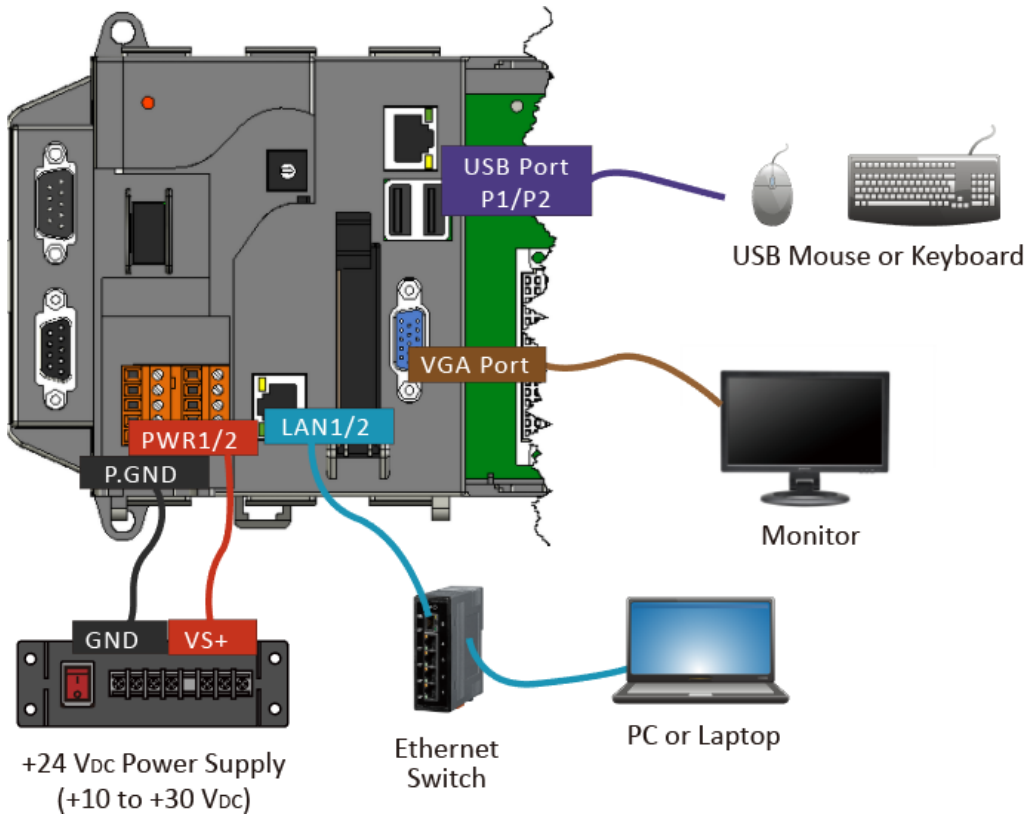 USB Port
P1/P2
USB Mouse or Keyboard
VGA Port
Monitor
LAN1/2
PWR1/2
P.GND
GND
VS+
+24 VDC Power Supply
(+10 to +30 VDC)
Ethernet
Switch
PC or Laptop